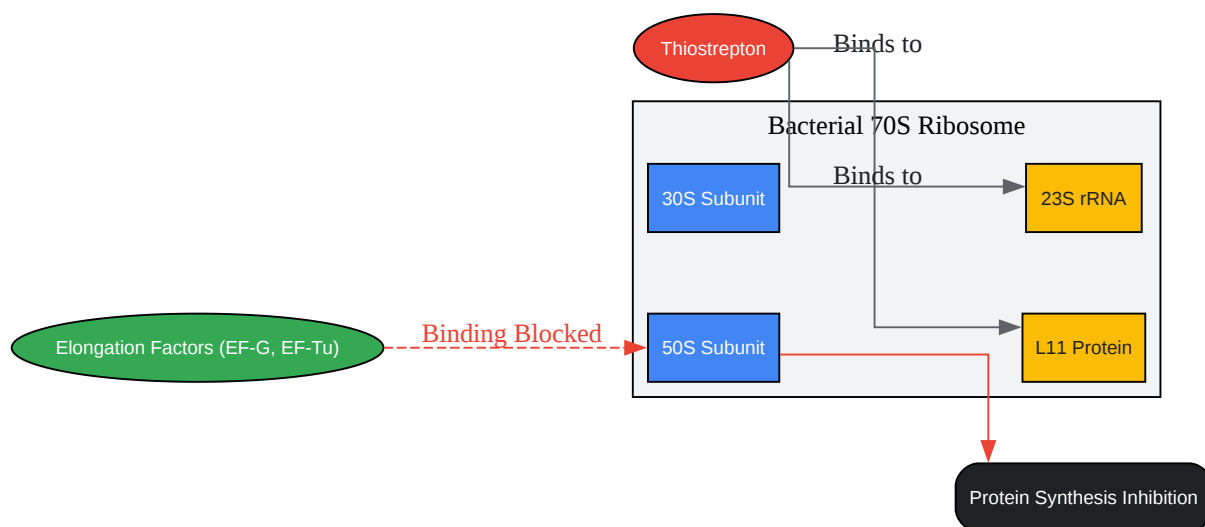 Thiostrepton
Binds to
Bacterial 70S Ribosome
30S Subunit
Binds to
23S rRNA
Elongation Factors (EF-G, EF-Tu)
Binding Blocked
50S Subunit
L11 Protein
Protein Synthesis Inhibition